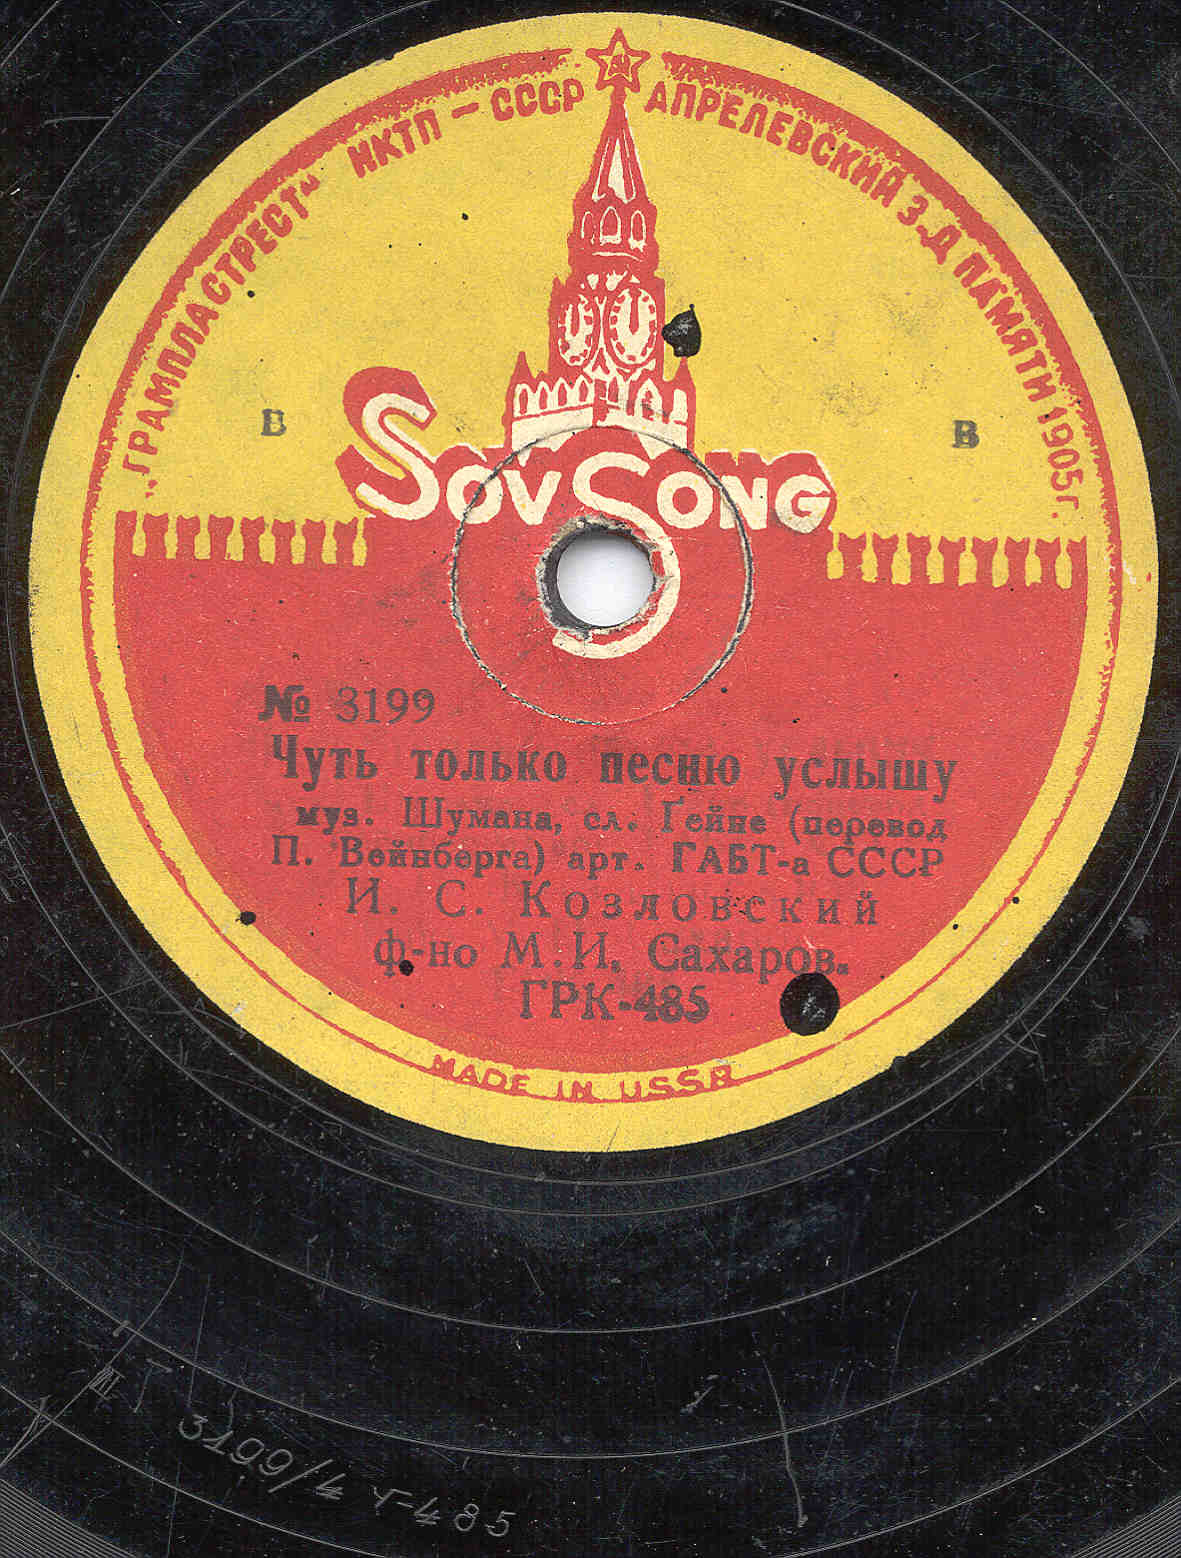 „ГРАМПЛАСТРЕСТ“ НКТП – СССР АПРЕЛЕВСКИЙ З-Д ПАМЯТИ 1905 г.
В В
SOVSONG
№ 3199
Чуть только песню услышу
муз. Шумана, сл. Гейне (перевод
П. Вейнберга) арт. ГАБТ-а СССР
И. С. Козловский
ф-но М. И. Сахаров.
ГРК-485
MADE IN USSR
3199/4 г-485